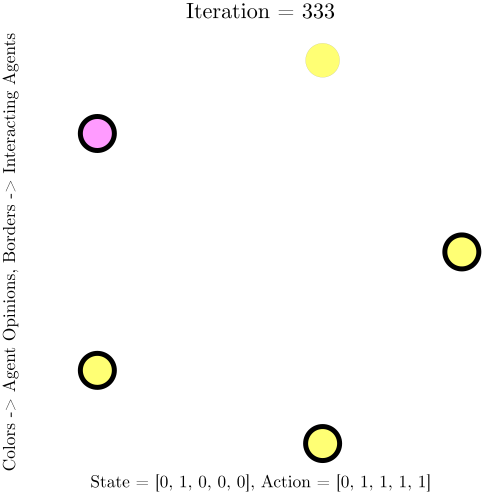 Iteration = 333
Colors -> Agent Opinions, Borders -> Interacting Agents
State = [0, 1, 0, 0, 0], Action = [0, 1, 1, 1, 1]